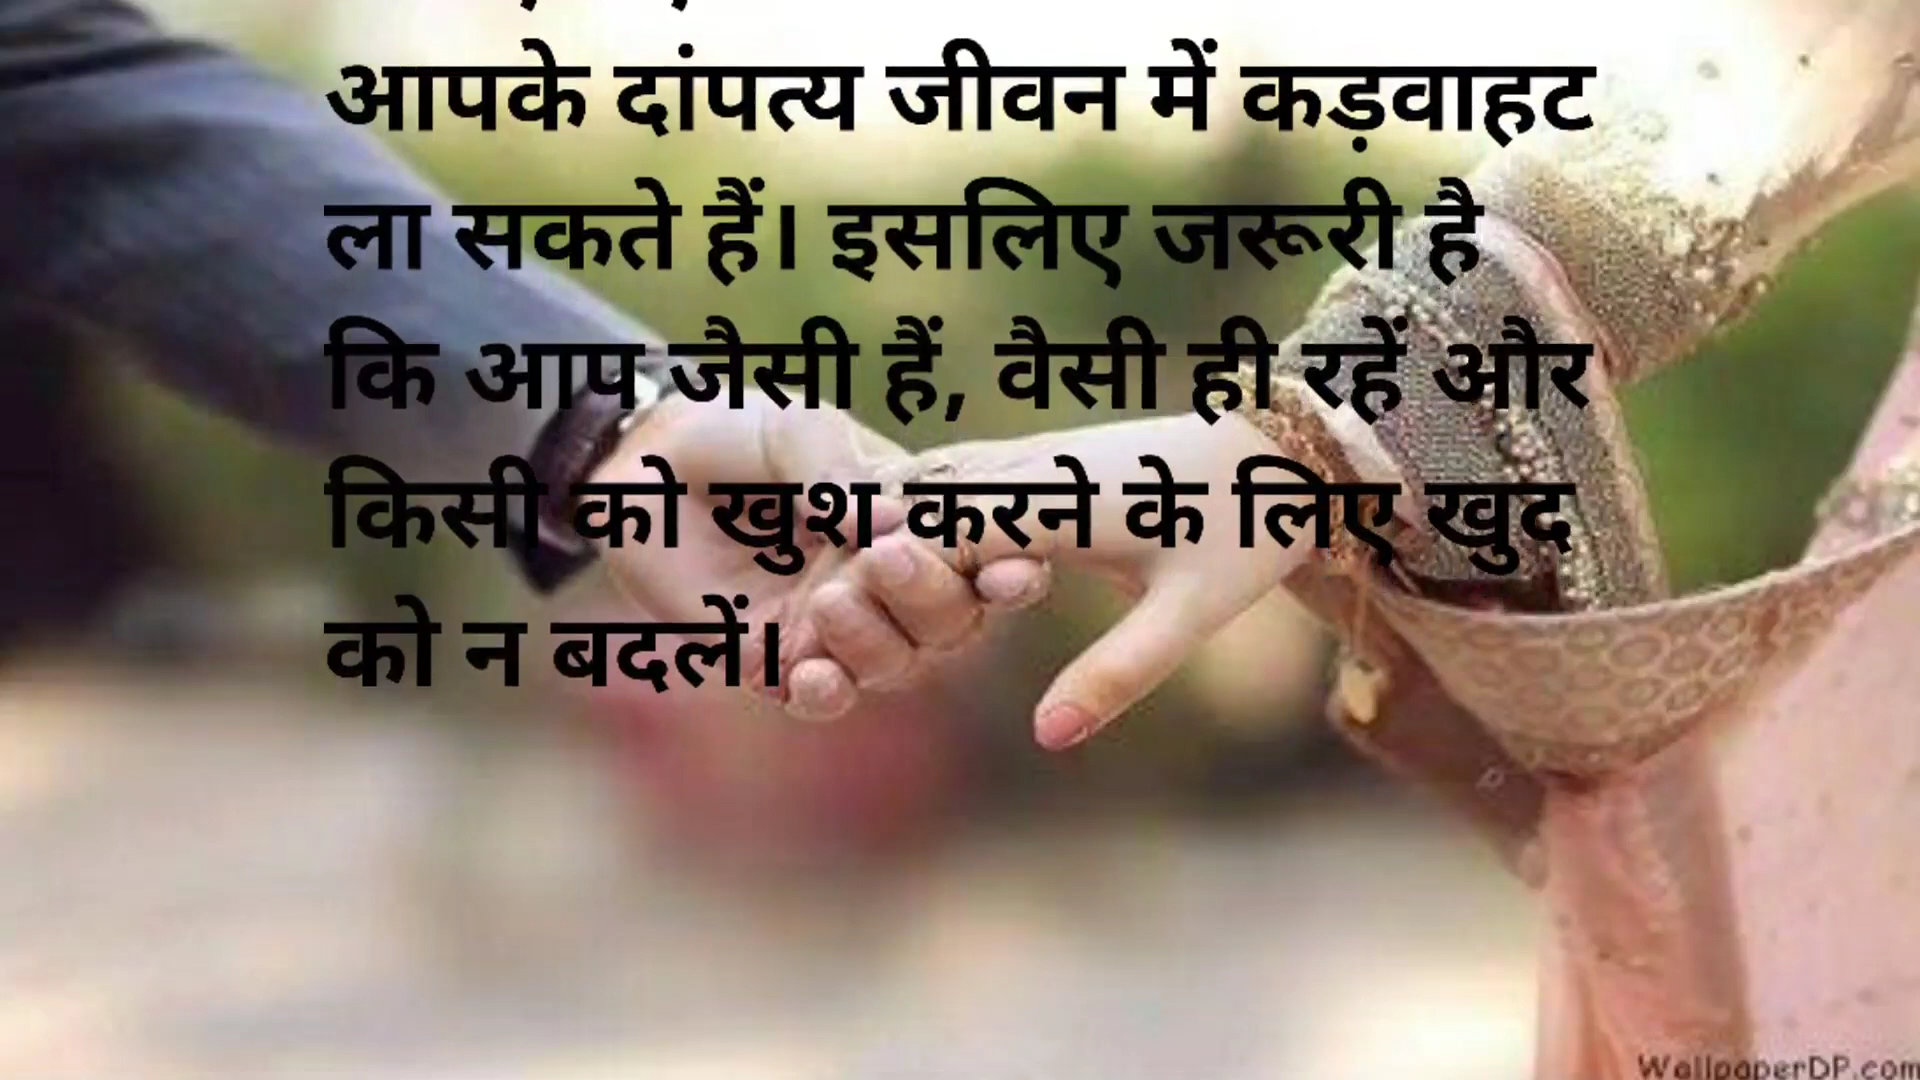 आपके दांपत्य जीवन में कड़वाहट
ला सकते हैं। इसलिए जरूरी है
कि आप जैसी हैं, वैसी ही रहें और
किसी को खुश करने के लिए खुद
को न बदलें।
WallpaperDP.com